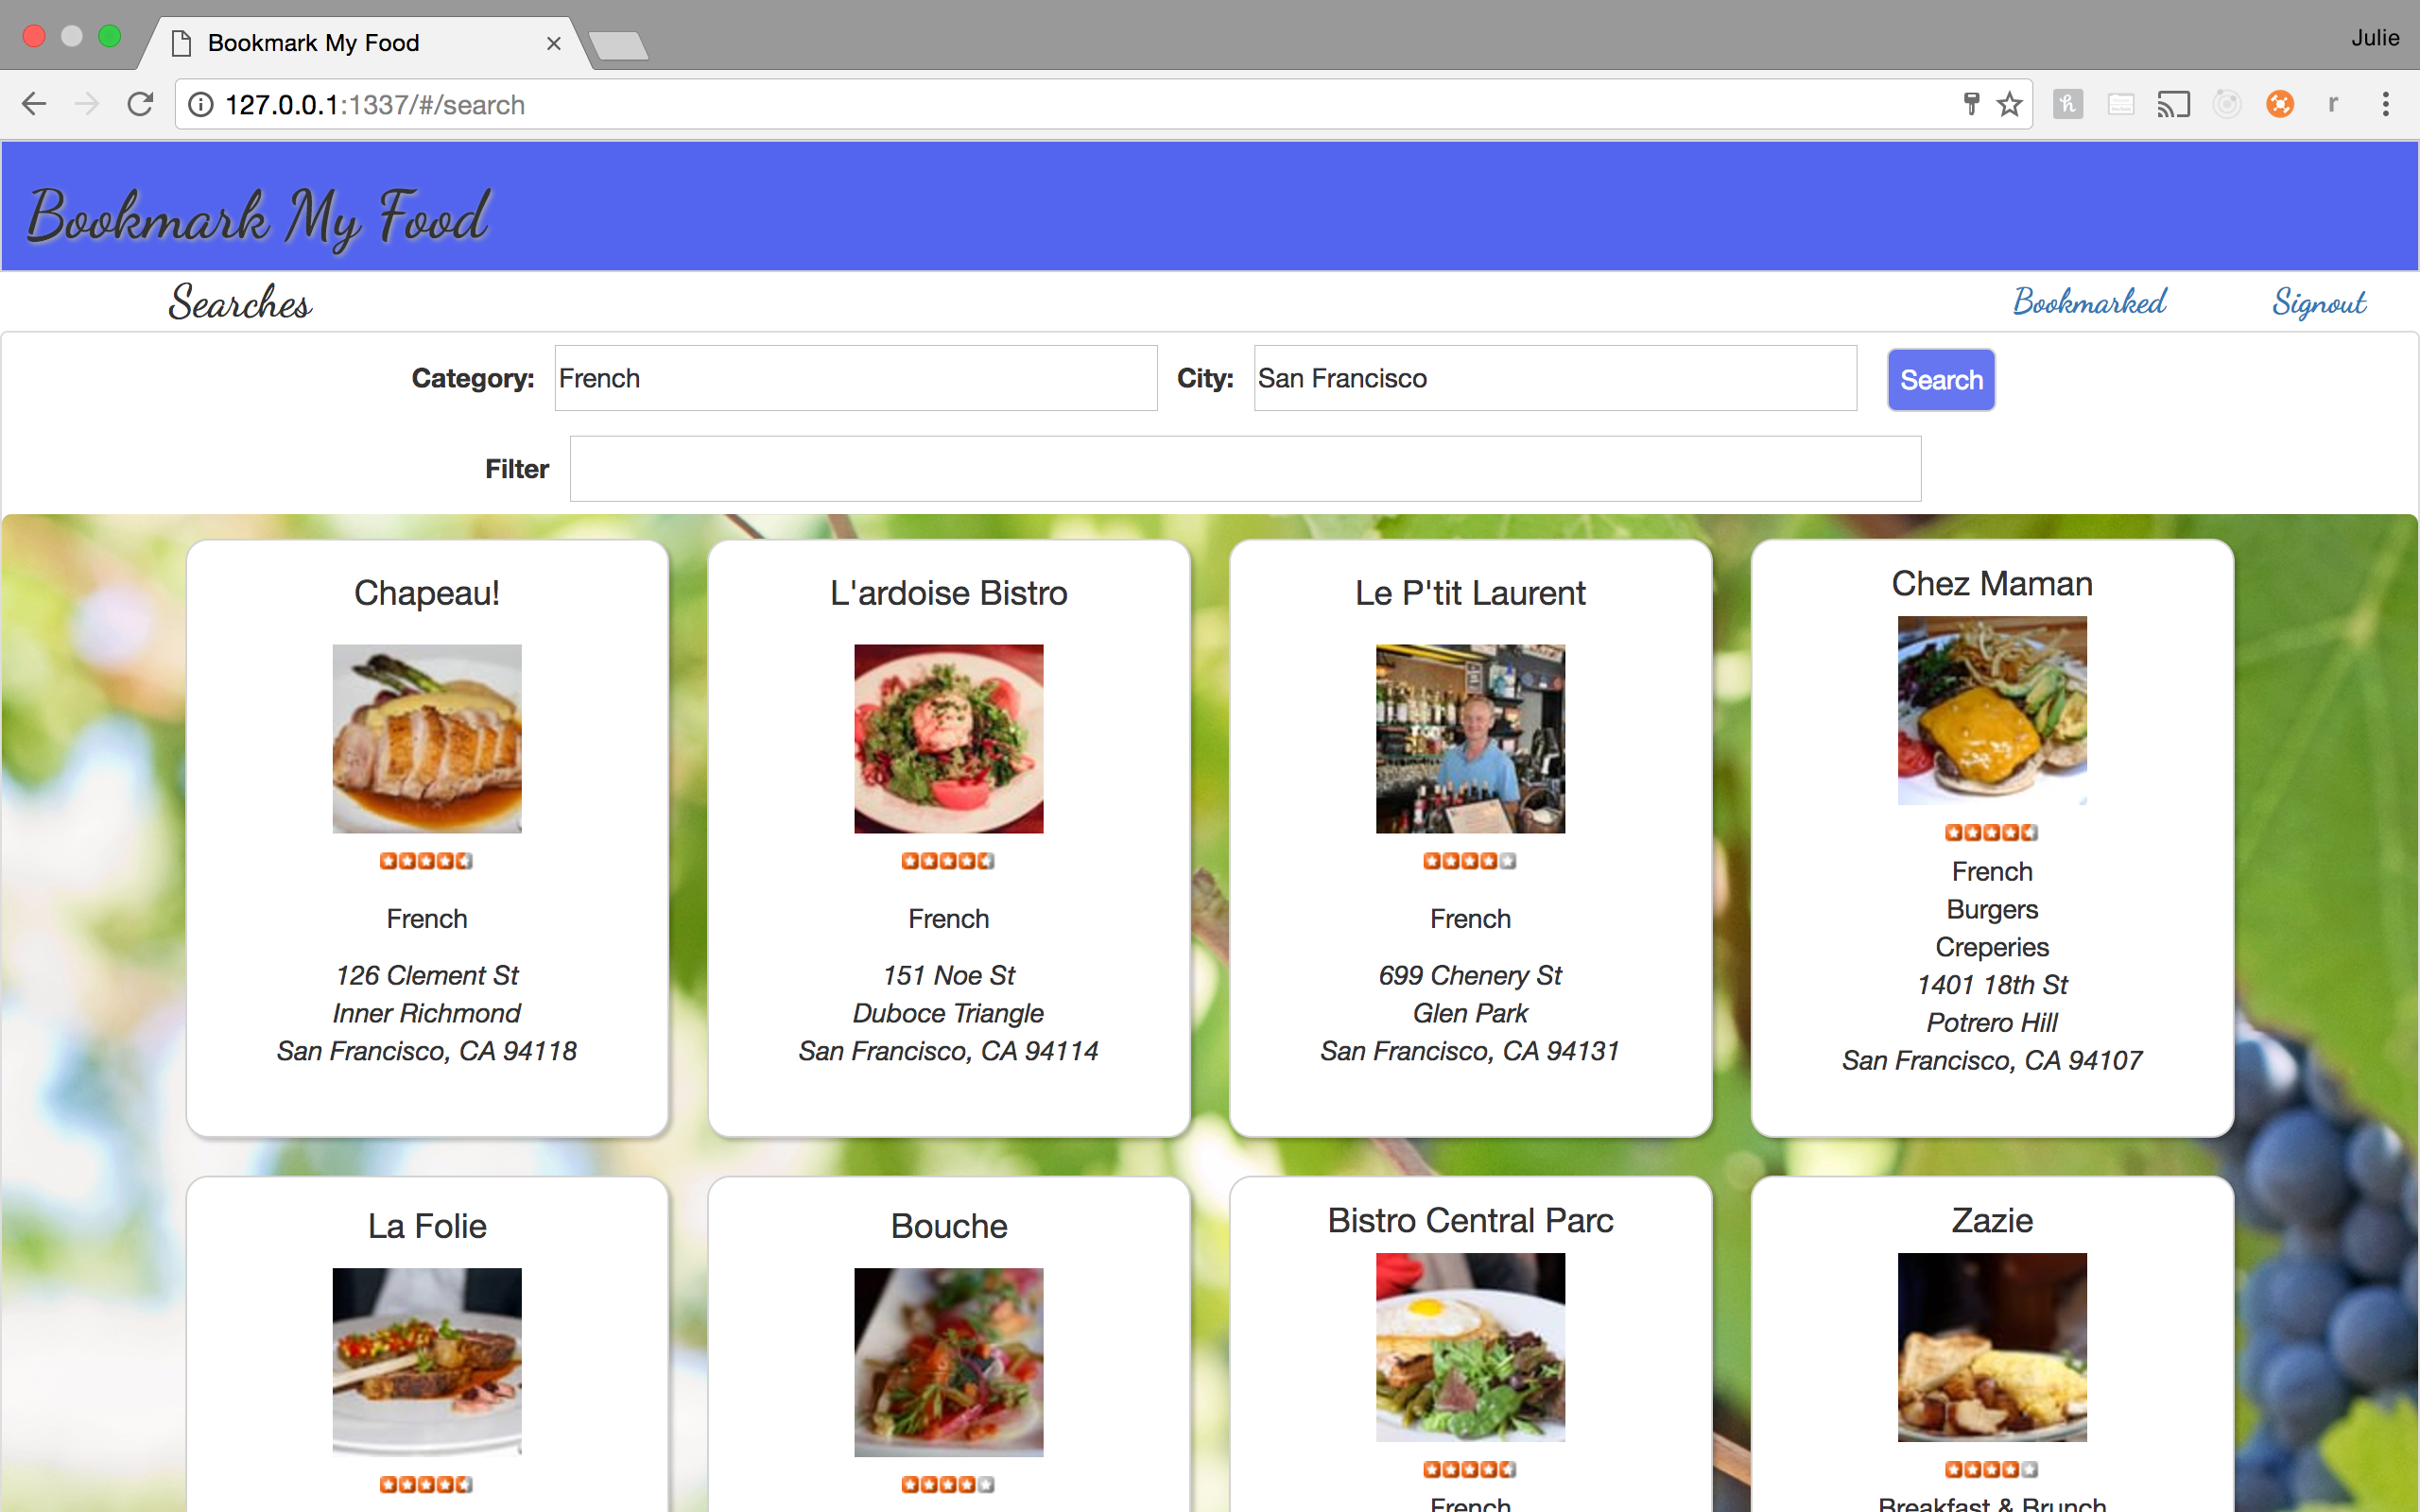 Bookmark My Food
Julie
127.0.0.1:1337/#/search
r
Bookmark My Food
Searches
Bookmarked
Signout
Category:
French
City:
San Francisco
Search
Filter
Chapeau!
French
126 Clement St
Inner Richmond
San Francisco, CA 94118
L'ardoise Bistro
French
151 Noe St
Duboce Triangle
San Francisco, CA 94114
Le P'tit Laurent
French
699 Chenery St
Glen Park
San Francisco, CA 94131
Chez Maman
French
Burgers
Creperies
1401 18th St
Potrero Hill
San Francisco, CA 94107
La Folie
Bouche
Bistro Central Parc
French
Zazie
Breakfast & Brunch